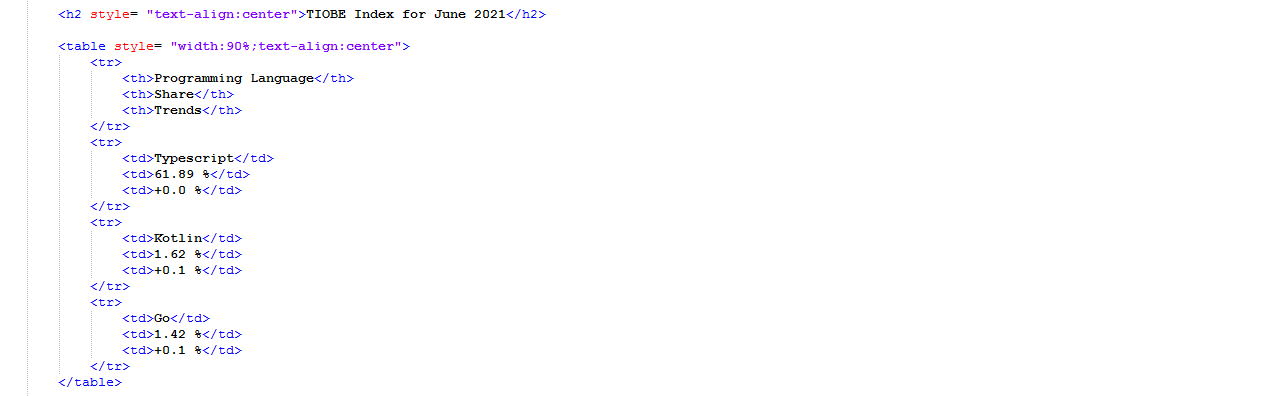 <h2 style= "text-align:center">TIOBE Index for June 2021</h2>
<table style= "width:90%;text-align:center">
<tr>
<th>Programming Language</th>
<th>Share</th>
<th>Trends</th>
</tr>
<tr>
<td>Typescript</td>
<td>61.89 %</td>
<td>+0.0 %</td>
</tr>
<tr>
<td>Kotlin</td>
<td>1.62 %</td>
<td>+0.1 %</td>
</tr>
<tr>
<td>Go</td>
<td>1.42 %</td>
<td>+0.1 %</td>
</tr>
</table>